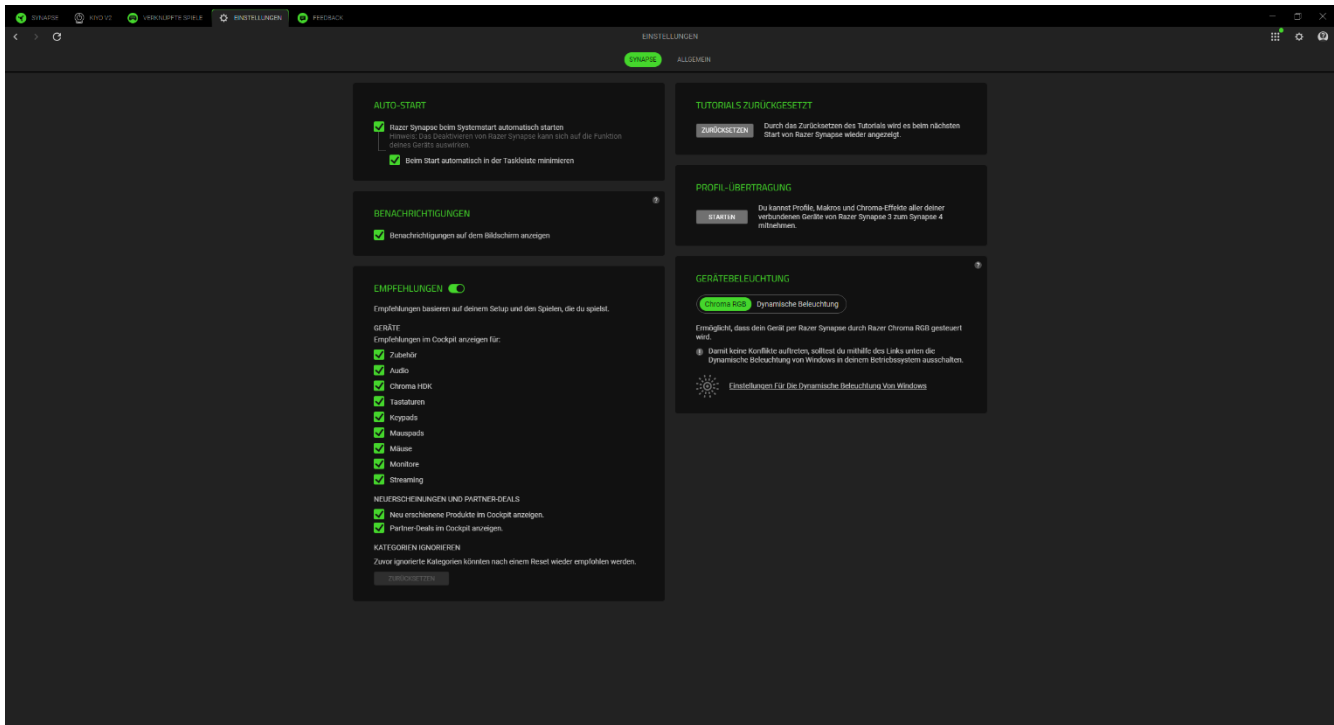 SYNAPSE
KIYO V2
VERKNÜPFTE SPIELE
EINSTELLUNGEN
FEEDBACK
EINSTELLUNGEN
SYNAPSE
ALLGEMEIN
AUTO-START
Razer Synapse beim Systemstart automatisch starten
Hinweis: Das Deaktivieren von Razer Synapse kann sich auf die Funktion
deines Geräts auswirken.
Beim Start automatisch in der Taskleiste minimieren
BENACHRICHTIGUNGEN
Benachrichtigungen auf dem Bildschirm anzeigen
EMPFEHLUNGEN
Empfehlungen basieren auf deinem Setup und den Spielen, die du spielst.
GERÄTE
Empfehlungen im Cockpit anzeigen für:
Zubehör
Audio
Chroma HDK
Tastaturen
Keypads
Mauspads
Mäuse
Monitore
Streaming
NEUERSCHEINUNGEN UND PARTNER-DEALS
Neu erschienene Produkte im Cockpit anzeigen.
Partner-Deals im Cockpit anzeigen.
KATEGORIEN IGNORIEREN
Zuvor ignorierte Kategorien könnten nach einem Reset wieder empfohlen werden.
ZURÜCKSETZEN
TUTORIALS ZURÜCKGESETZT
ZURÜCKSETZEN
Durch das Zurücksetzen des Tutorials wird es beim nächsten
Start von Razer Synapse wieder angezeigt.
PROFIL-ÜBERTRAGUNG
STARTEN
Du kannst Profile, Makros und Chroma-Effekte aller deiner
verbundenen Geräte von Razer Synapse 3 zum Synapse 4
mitnehmen.
GERÄTEBELEUCHTUNG
Chroma RGB
Dynamische Beleuchtung
Ermöglicht, dass dein Gerät per Razer Synapse durch Razer Chroma RGB gesteuert
wird.
Damit keine Konflikte auftreten, solltest du mithilfe des Links unten die
Dynamische Beleuchtung von Windows in deinem Betriebssystem ausschalten.
Einstellungen Für Die Dynamische Beleuchtung Von Windows